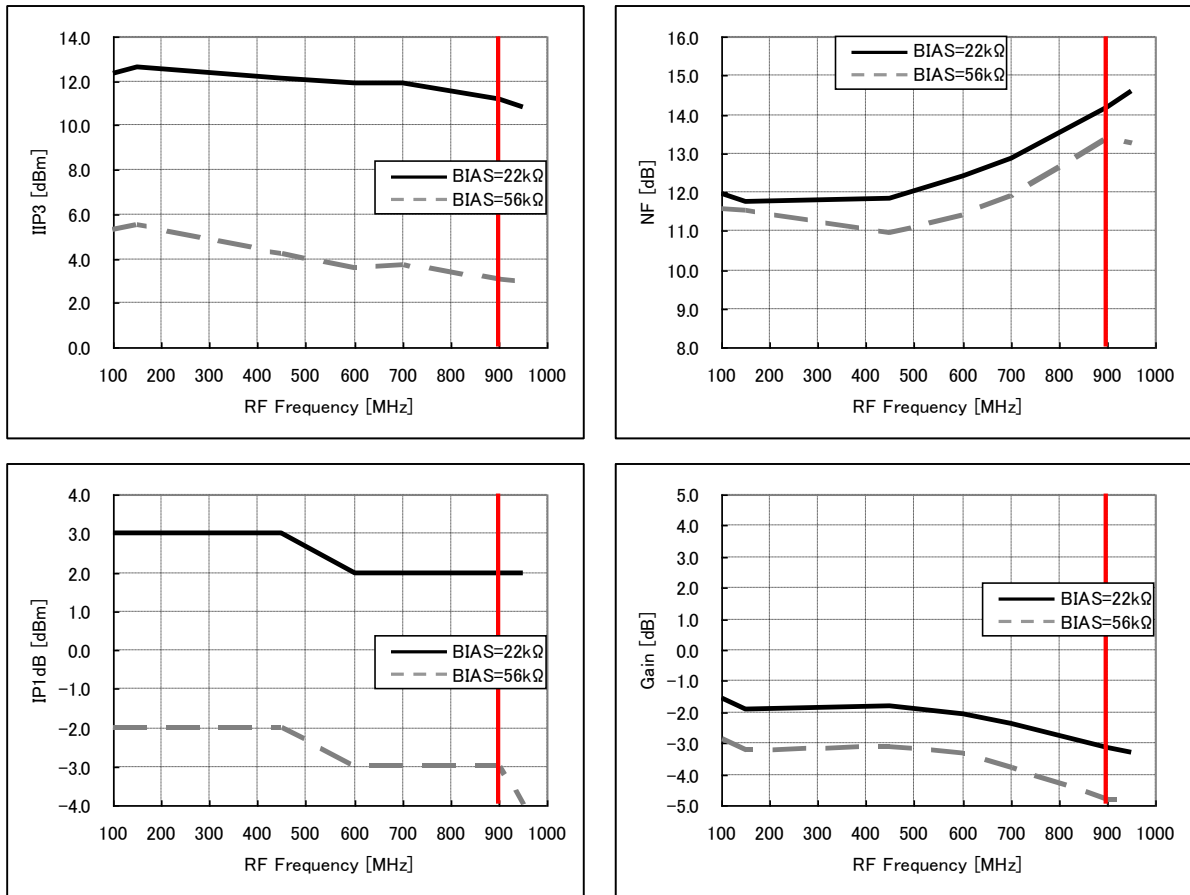 14.0
12.0
10.0
8.0
6.0
4.0
2.0
0.0
IIP3 [dBm]
BIAS=22kΩ
BIAS=56kΩ
100 200 300 400 500 600 700 800 900 1000
RF Frequency [MHz]
16.0
15.0
14.0
13.0
12.0
11.0
10.0
9.0
8.0
NF [dB]
BIAS=22kΩ
BIAS=56kΩ
100 200 300 400 500 600 700 800 900 1000
RF Frequency [MHz]
4.0
3.0
2.0
1.0
0.0
-1.0
-2.0
-3.0
-4.0
IP1dB [dBm]
BIAS=22kΩ
BIAS=56kΩ
100 200 300 400 500 600 700 800 900 1000
RF Frequency [MHz]
5.0
4.0
3.0
2.0
1.0
0.0
-1.0
-2.0
-3.0
-4.0
-5.0
Gain [dB]
BIAS=22kΩ
BIAS=56kΩ
100 200 300 400 500 600 700 800 900 1000
RF Frequency [MHz]